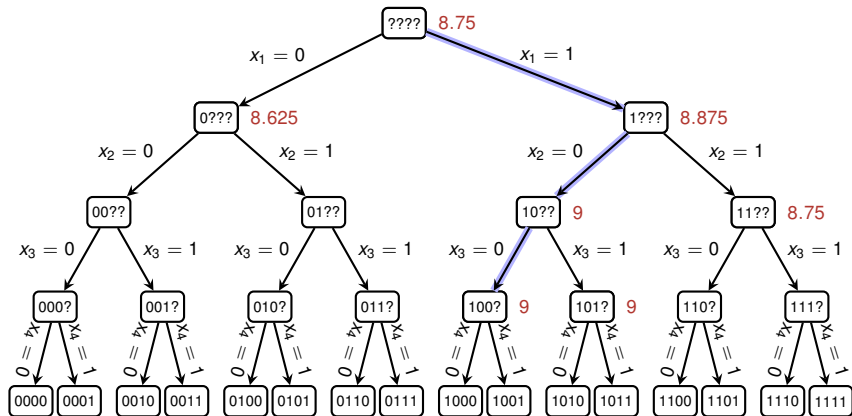 ???? 8.75
x₁ = 0 x₁ = 1
0??? 8.625 1??? 8.875
x₂ = 0 x₂ = 1 x₂ = 0 x₂ = 1
00?? 01?? 10?? 9 11?? 8.75
x₃ = 0 x₃ = 1 x₃ = 0 x₃ = 1 x₃ = 0 x₃ = 1 x₃ = 0 x₃ = 1
000? 001? 010? 011? 100? 9 101? 9 110? 111?
x₄ = 0 x₄ = 1 x₄ = 0 x₄ = 1 x₄ = 0 x₄ = 1 x₄ = 0 x₄ = 1 x₄ = 0 x₄ = 1 x₄ = 0 x₄ = 1 x₄ = 0 x₄ = 1 x₄ = 0 x₄ = 1
0000 0001 0010 0011 0100 0101 0110 0111 1000 1001 1010 1011 1100 1101 1110 1111